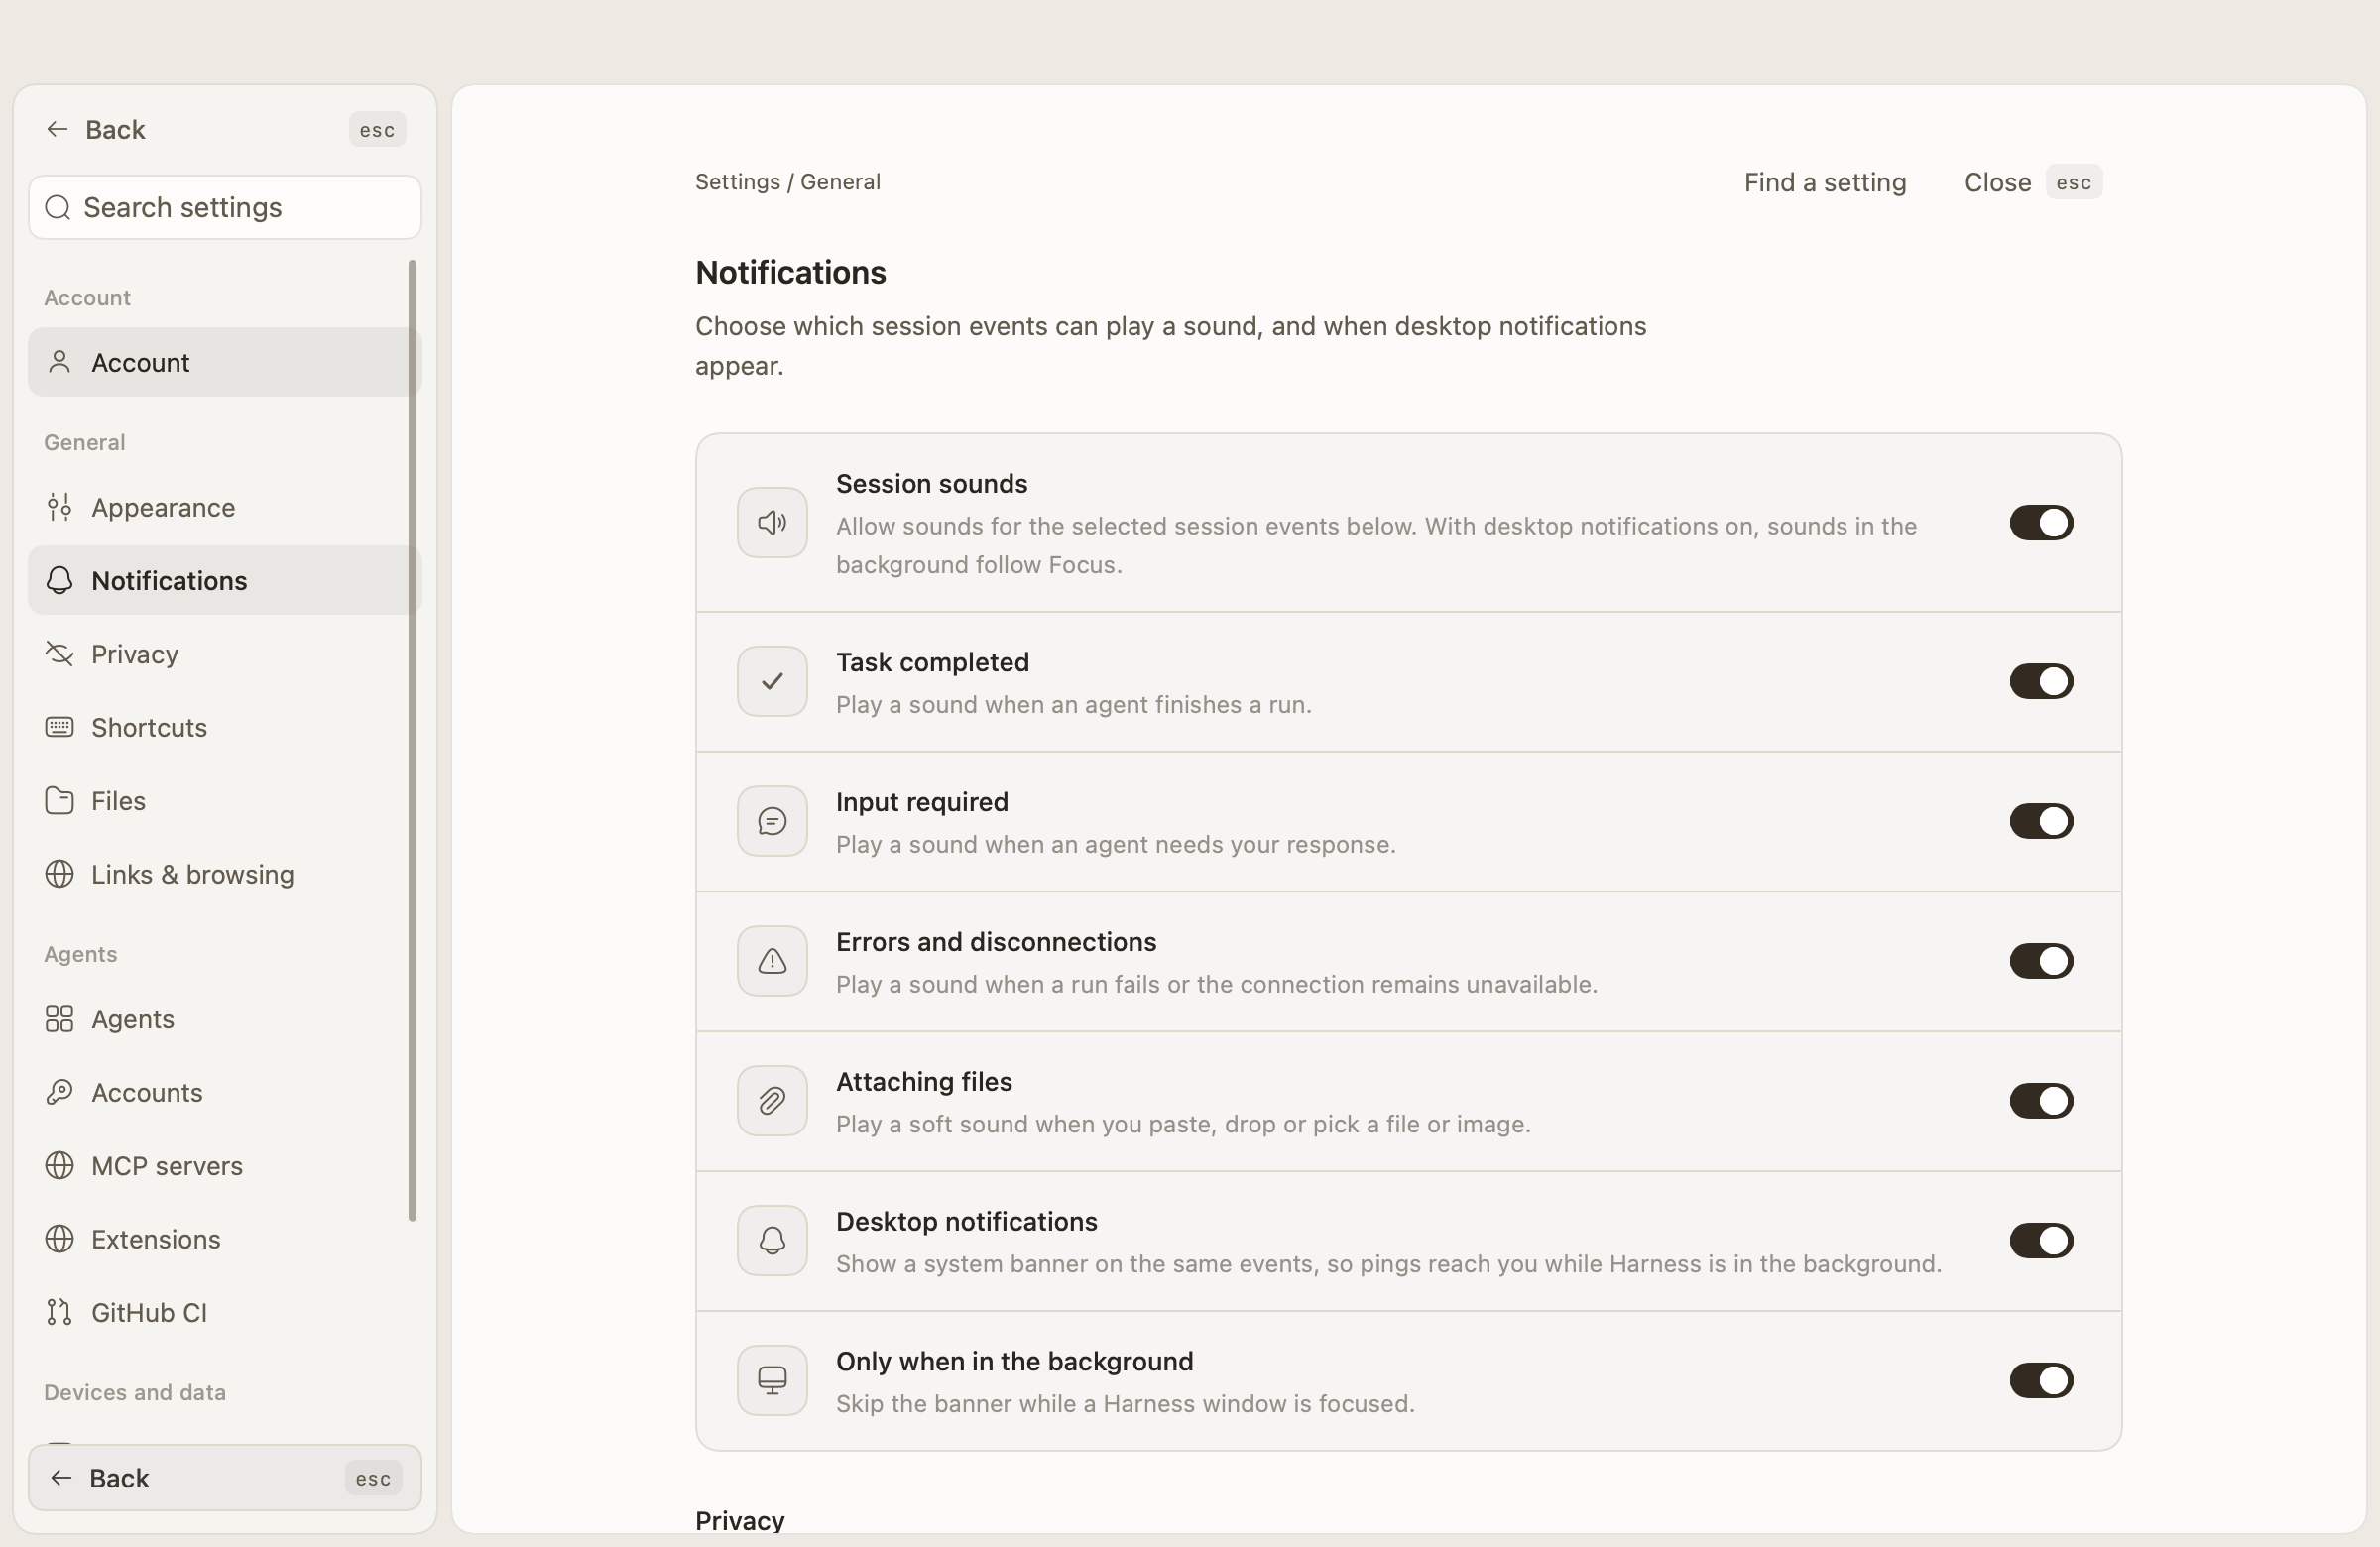 Back
esc
Search settings
Account
Account
General
Appearance
Notifications
Privacy
Shortcuts
Files
Links & browsing
Agents
Agents
Accounts
MCP servers
Extensions
GitHub CI
Devices and data
Back
esc
Settings / General
Find a setting
Close
esc
Notifications
Choose which session events can play a sound, and when desktop notifications
appear.
Session sounds
Allow sounds for the selected session events below. With desktop notifications on, sounds in the
background follow Focus.
Task completed
Play a sound when an agent finishes a run.
Input required
Play a sound when an agent needs your response.
Errors and disconnections
Play a sound when a run fails or the connection remains unavailable.
Attaching files
Play a soft sound when you paste, drop or pick a file or image.
Desktop notifications
Show a system banner on the same events, so pings reach you while Harness is in the background.
Only when in the background
Skip the banner while a Harness window is focused.
Privacy